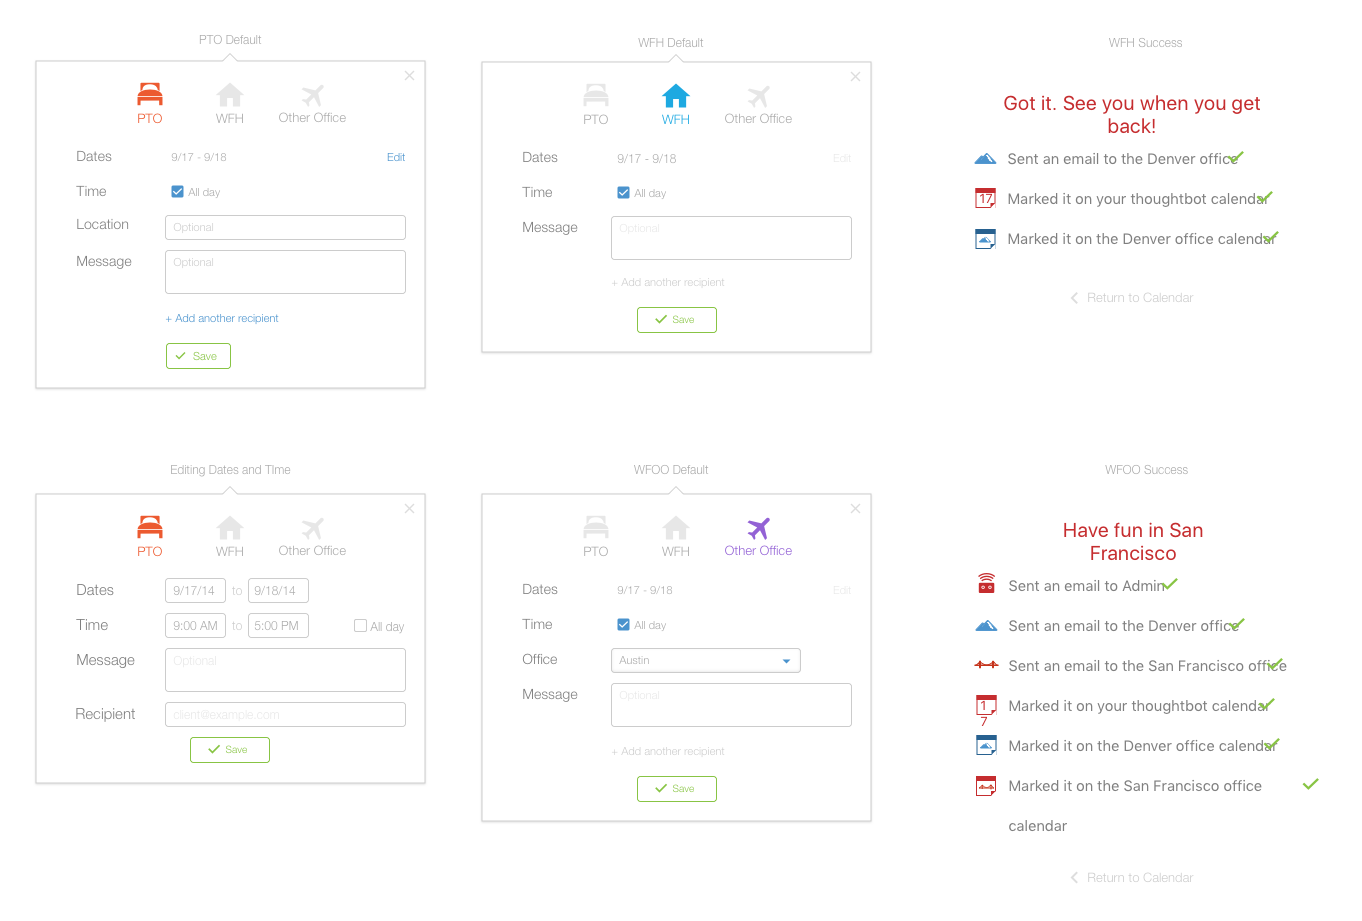 PTO Default
PTO
WFH
Other Office
Dates
9/17 - 9/18
Edit
Time
All day
Location
Optional
Message
Optional
+ Add another recipient
Save
WFH Default
PTO
WFH
Other Office
Dates
9/17 - 9/18
Edit
Time
All day
Message
Optional
+ Add another recipient
Save
WFH Success
Got it. See you when you get
back!
Sent an email to the Denver office
17
Marked it on your thoughtbot calendar
Marked it on the Denver office calendar
Return to Calendar
Editing Dates and TIme
PTO
WFH
Other Office
Dates
9/17/14 to 9/18/14
Time
9:00 AM to 5:00 PM
All day
Message
Optional
Recipient
client@example.com
Save
WFOO Default
PTO
WFH
Other Office
Dates
9/17 - 9/18
Edit
Time
All day
Office
Austin
Message
Optional
+ Add another recipient
Save
WFOO Success
Have fun in San
Francisco
Sent an email to Admin
Sent an email to the Denver office
Sent an email to the San Francisco office
1
7
Marked it on your thoughtbot calendar
Marked it on the Denver office calendar
Marked it on the San Francisco office
calendar
Return to Calendar